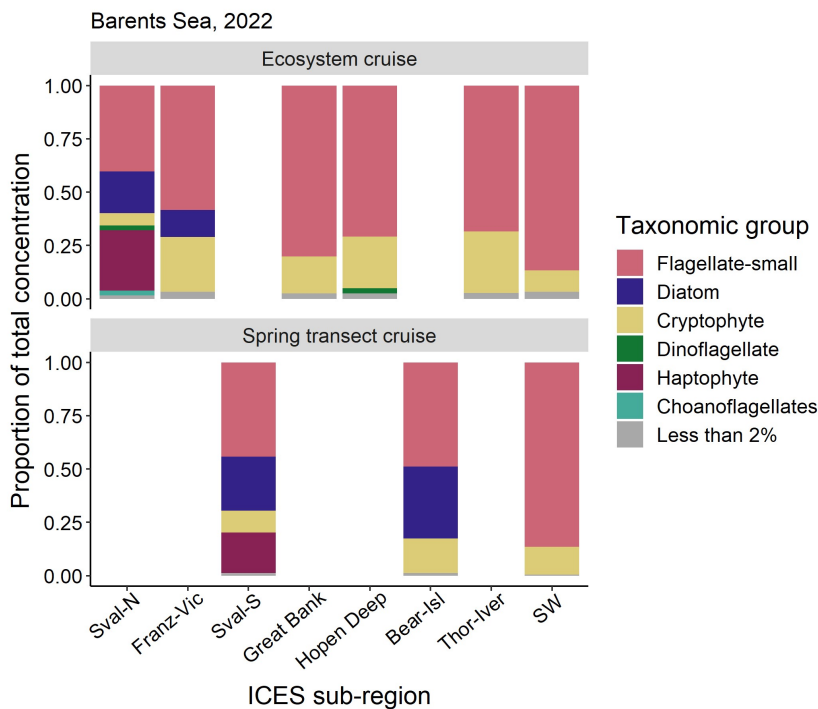 Barents Sea, 2022
Ecosystem cruise
1.00
0.75
0.50
0.25
0.00
Spring transect cruise
1.00
0.75
0.50
0.25
0.00
Proportion of total concentration
Sval-N
Franz-Vic
Sval-S
Great Bank
Hopen Deep
Bear-Isl
Thor-Iver
SW
ICES sub-region
Taxonomic group
Flagellate-small
Diatom
Cryptophyte
Dinoflagellate
Haptophyte
Choanoflagellates
Less than 2%